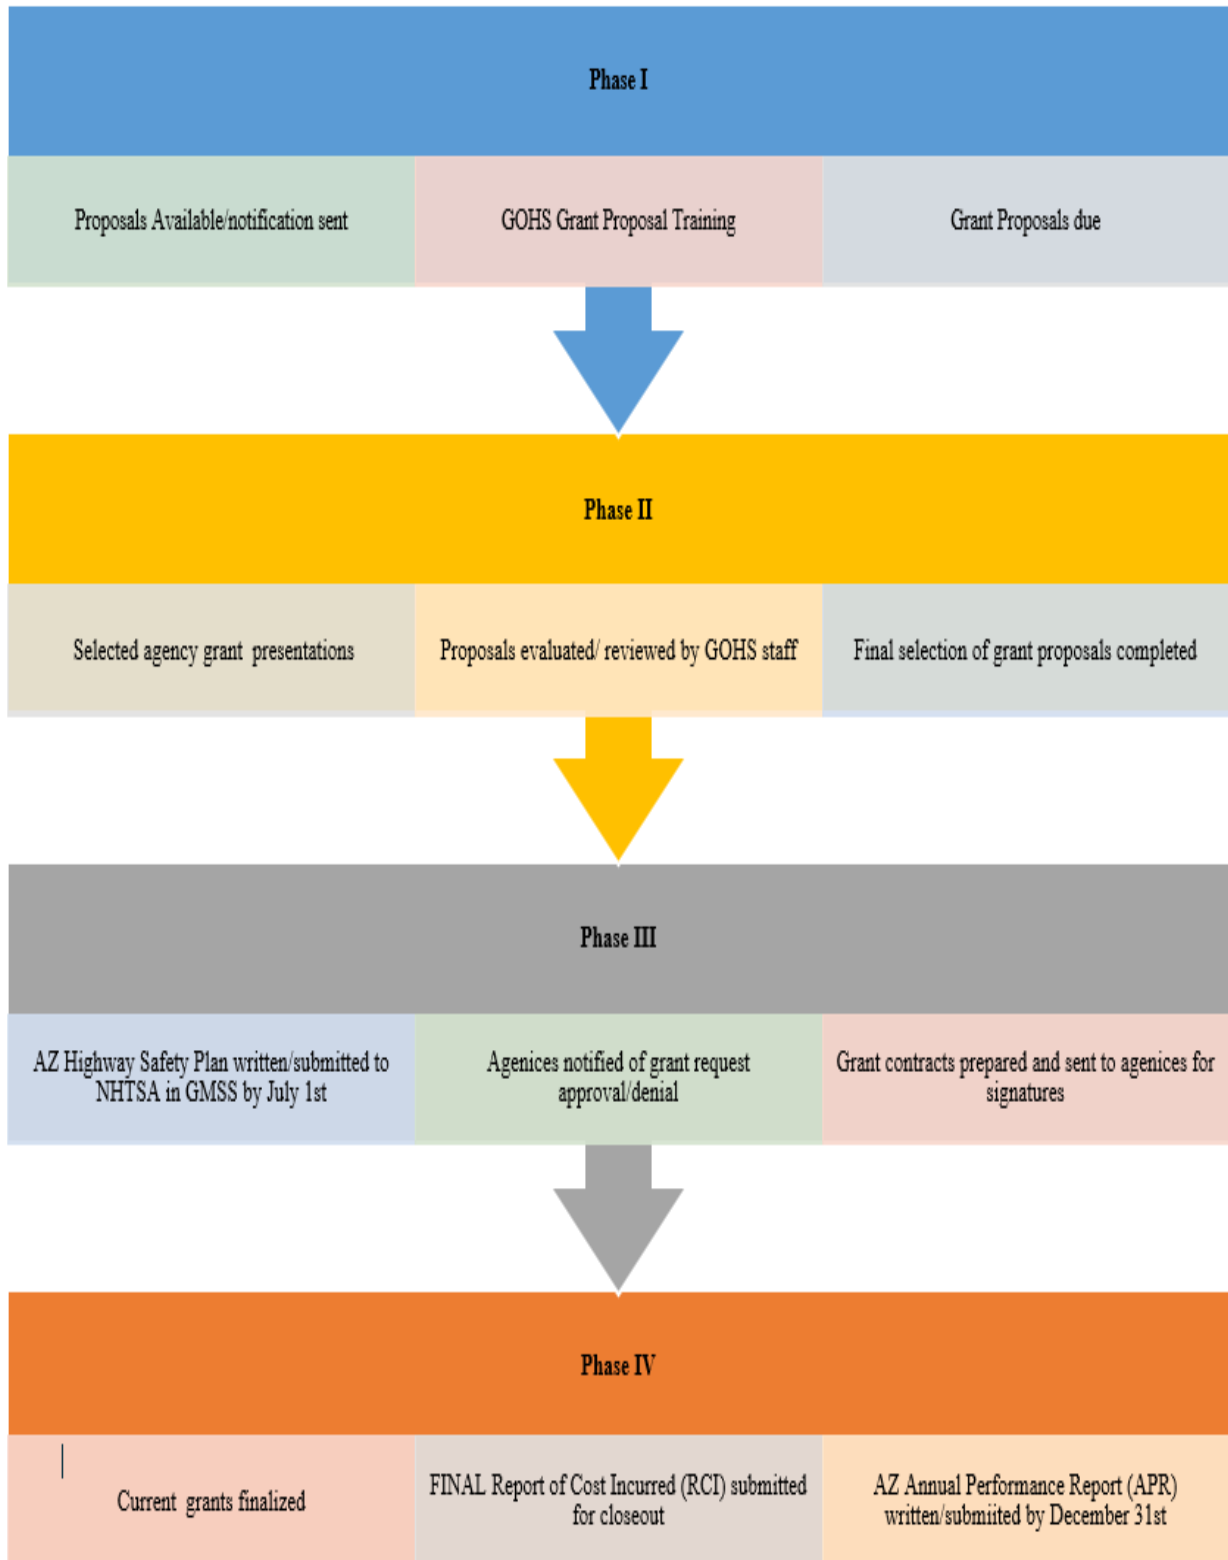 Phase I
Proposals Available/notification sent
GOHS Grant Proposal Training
Grant Proposals due
Phase II
Selected agency grant presentations
Proposals evaluated/ reviewed by GOHS staff
Final selection of grant proposals completed
Phase III
AZ Highway Safety Plan written/submitted to
NHTSA in GMSS by July 1st
Agenices notified of grant request
approval/denial
Grant contracts prepared and sent to agenices for
signatures
Phase IV
Current grants finalized
FINAL Report of Cost Incurred (RCI) submitted
for closeout
AZ Annual Performance Report (APR)
written/submiited by December 31st